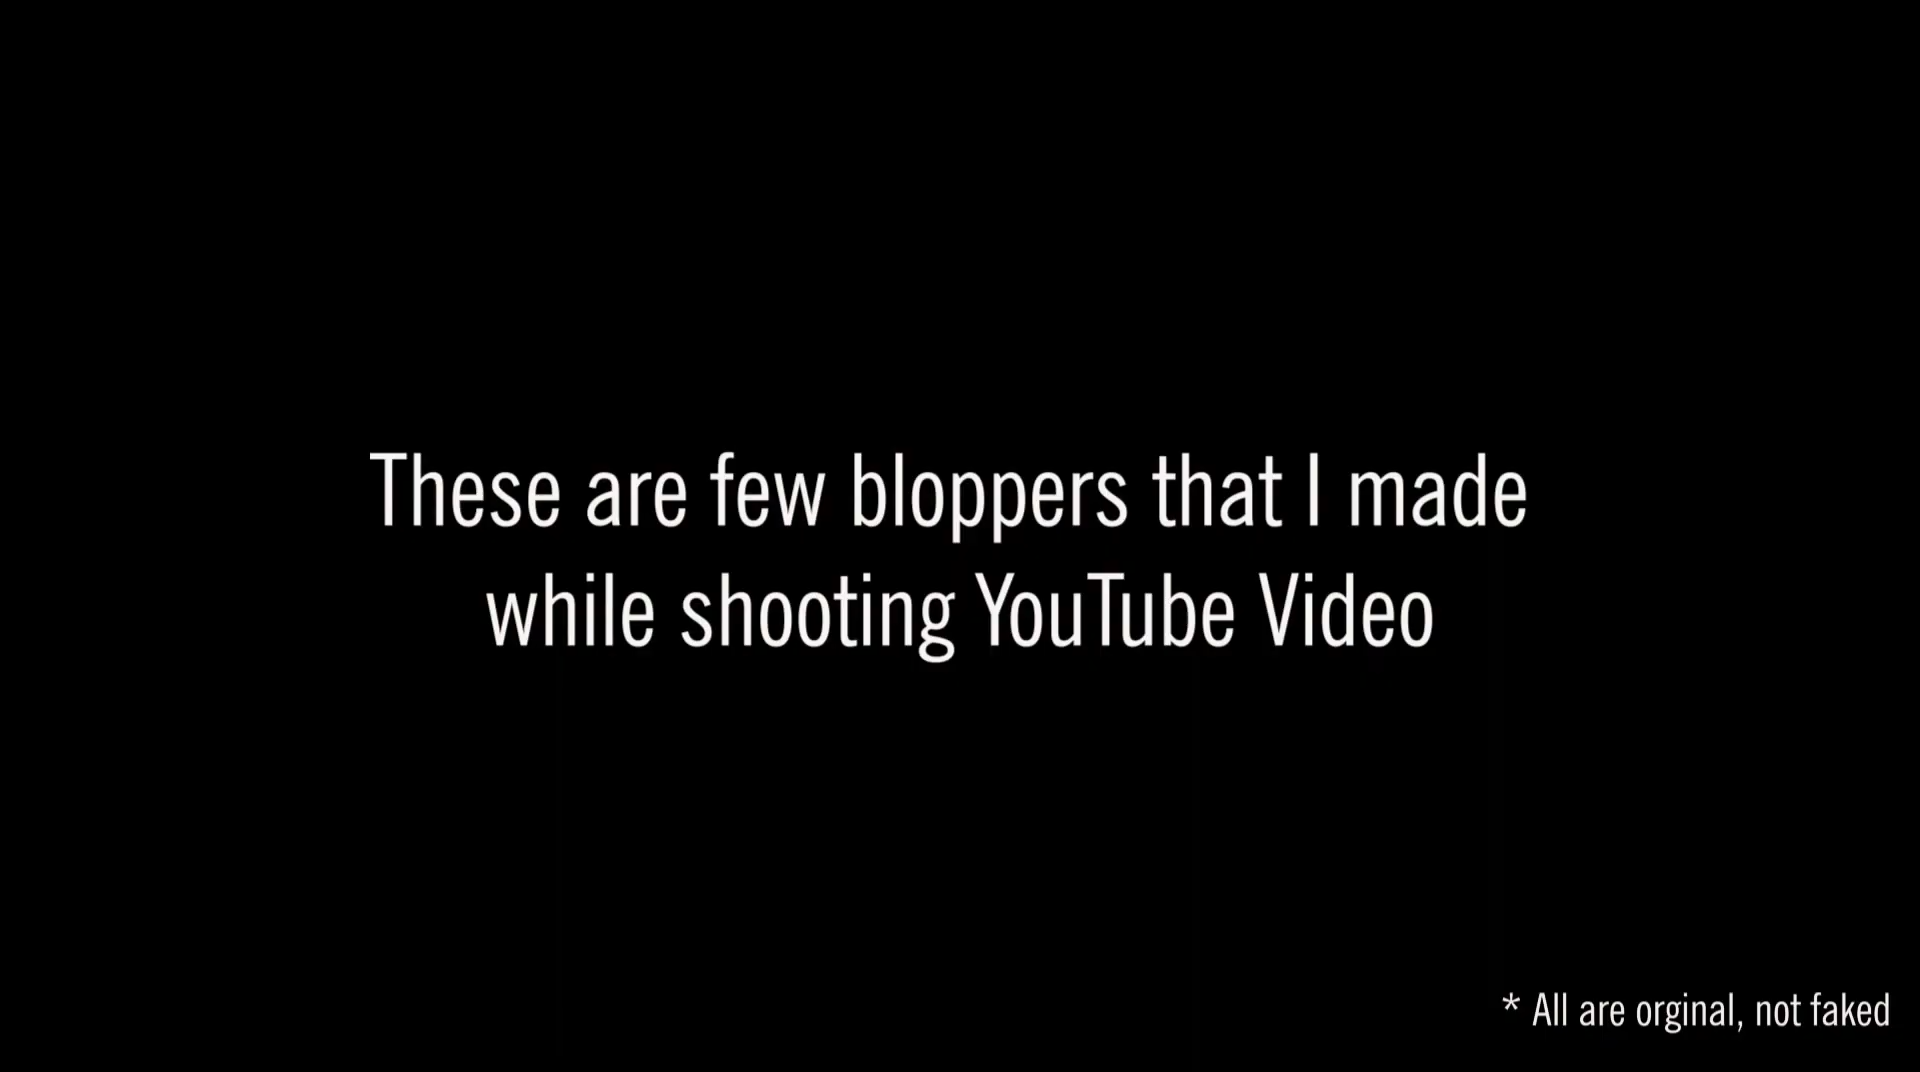 These are few bloppers that I made
while shooting YouTube Video
* All are orginal, not faked